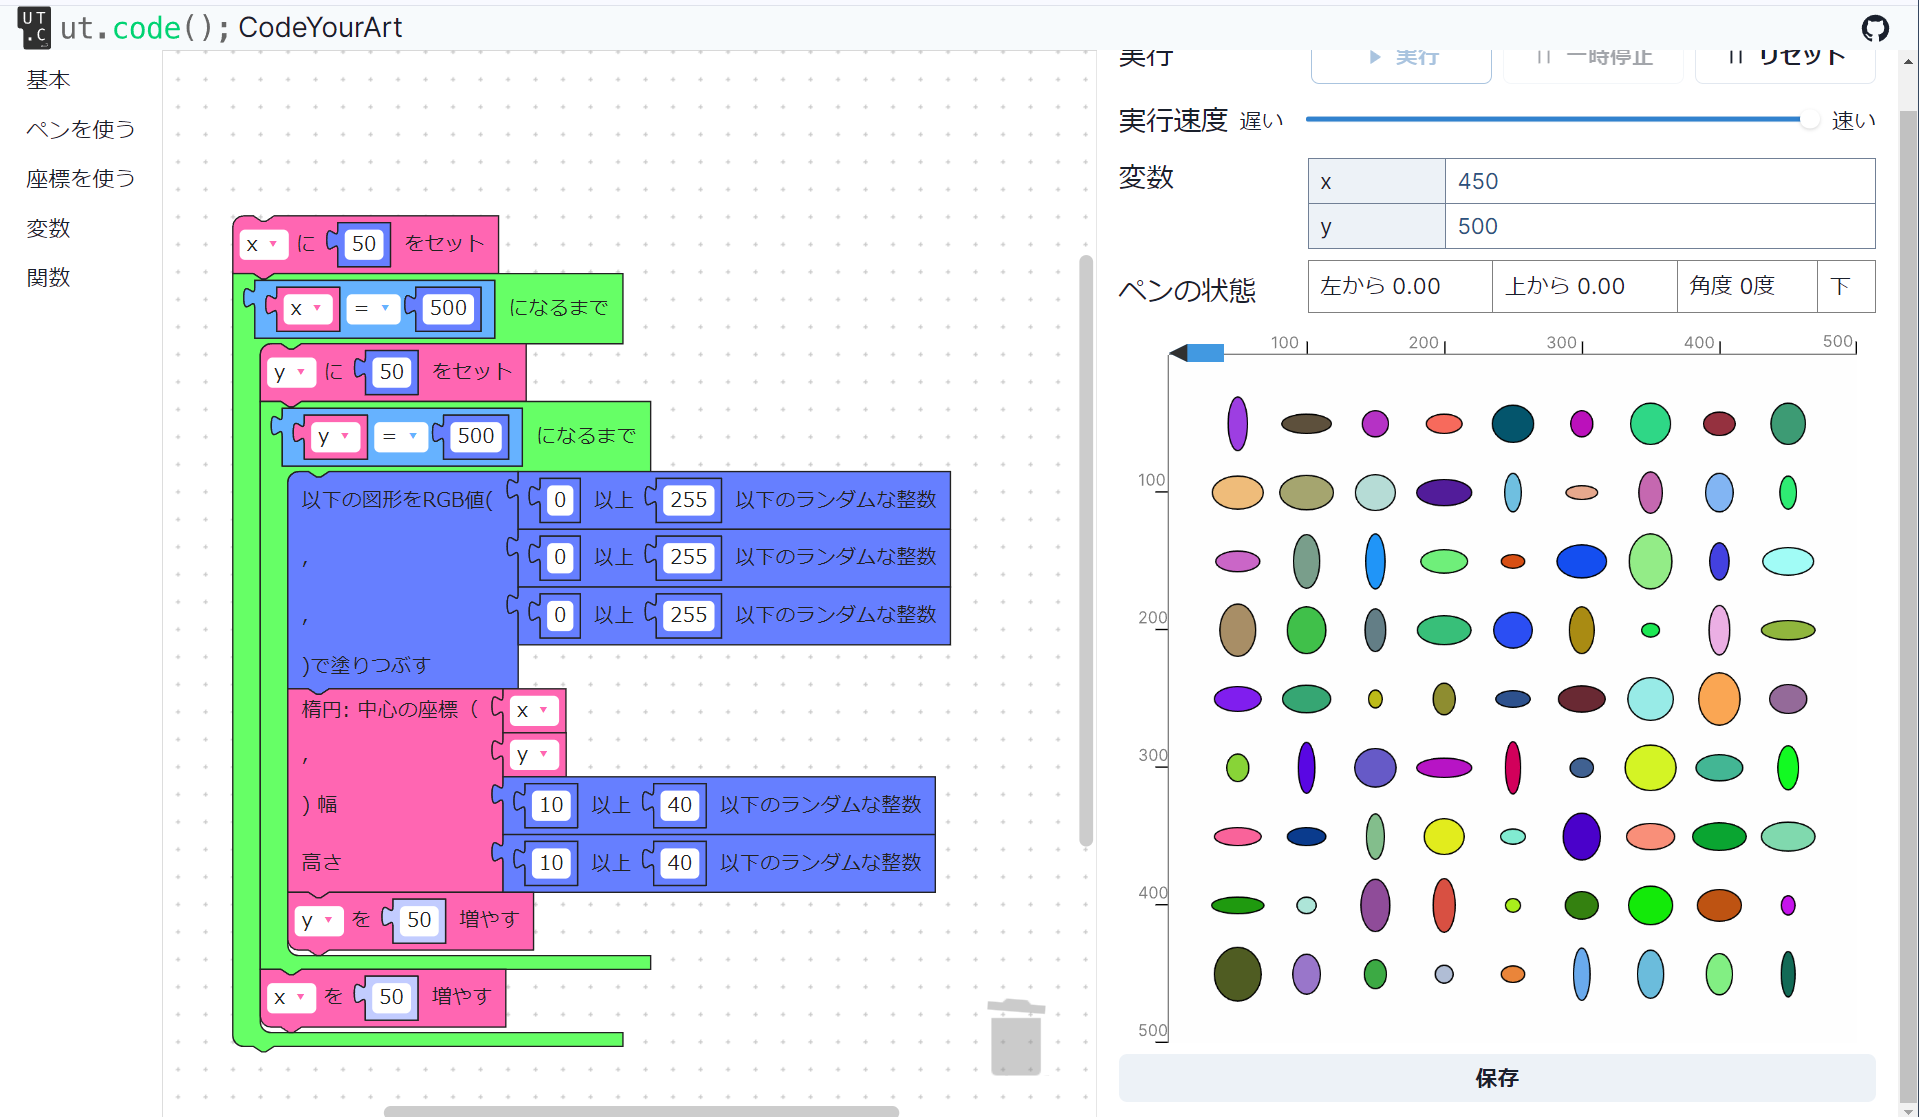 UT
.C
ut.code(); CodeYourArt
基本
ペンを使う
座標を使う
変数
関数
x に 50 をセット
x = 500 になるまで
y に 50 をセット
y = 500 になるまで
以下の図形をRGB値( 0 以上 255 以下のランダムな整数
, 0 以上 255 以下のランダムな整数
, 0 以上 255 以下のランダムな整数
)で塗りつぶす
楕円: 中心の座標 ( x
, y
) 幅 10 以上 40 以下のランダムな整数
高さ 10 以上 40 以下のランダムな整数
y を 50 増やす
x を 50 増やす
実行 実行 一時停止 リセット
実行速度 遅い 速い
変数 x 450
y 500
ペンの状態 左から 0.00 上から 0.00 角度 0度 下
100 200 300 400 500
100
200
300
400
500
保存